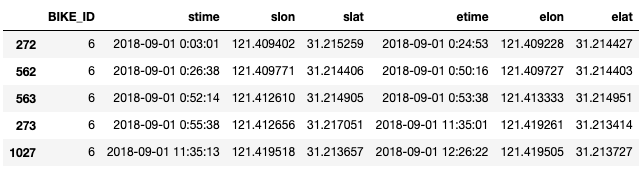 BIKE_ID stime slon slat etime elon elat
272 6 2018-09-01 0:03:01 121.409402 31.215259 2018-09-01 0:24:53 121.409228 31.214427
562 6 2018-09-01 0:26:38 121.409771 31.214406 2018-09-01 0:50:16 121.409727 31.214403
563 6 2018-09-01 0:52:14 121.412610 31.214905 2018-09-01 0:53:38 121.413333 31.214951
273 6 2018-09-01 0:55:38 121.412656 31.217051 2018-09-01 11:35:01 121.419261 31.213414
1027 6 2018-09-01 11:35:13 121.419518 31.213657 2018-09-01 12:26:22 121.419505 31.213727